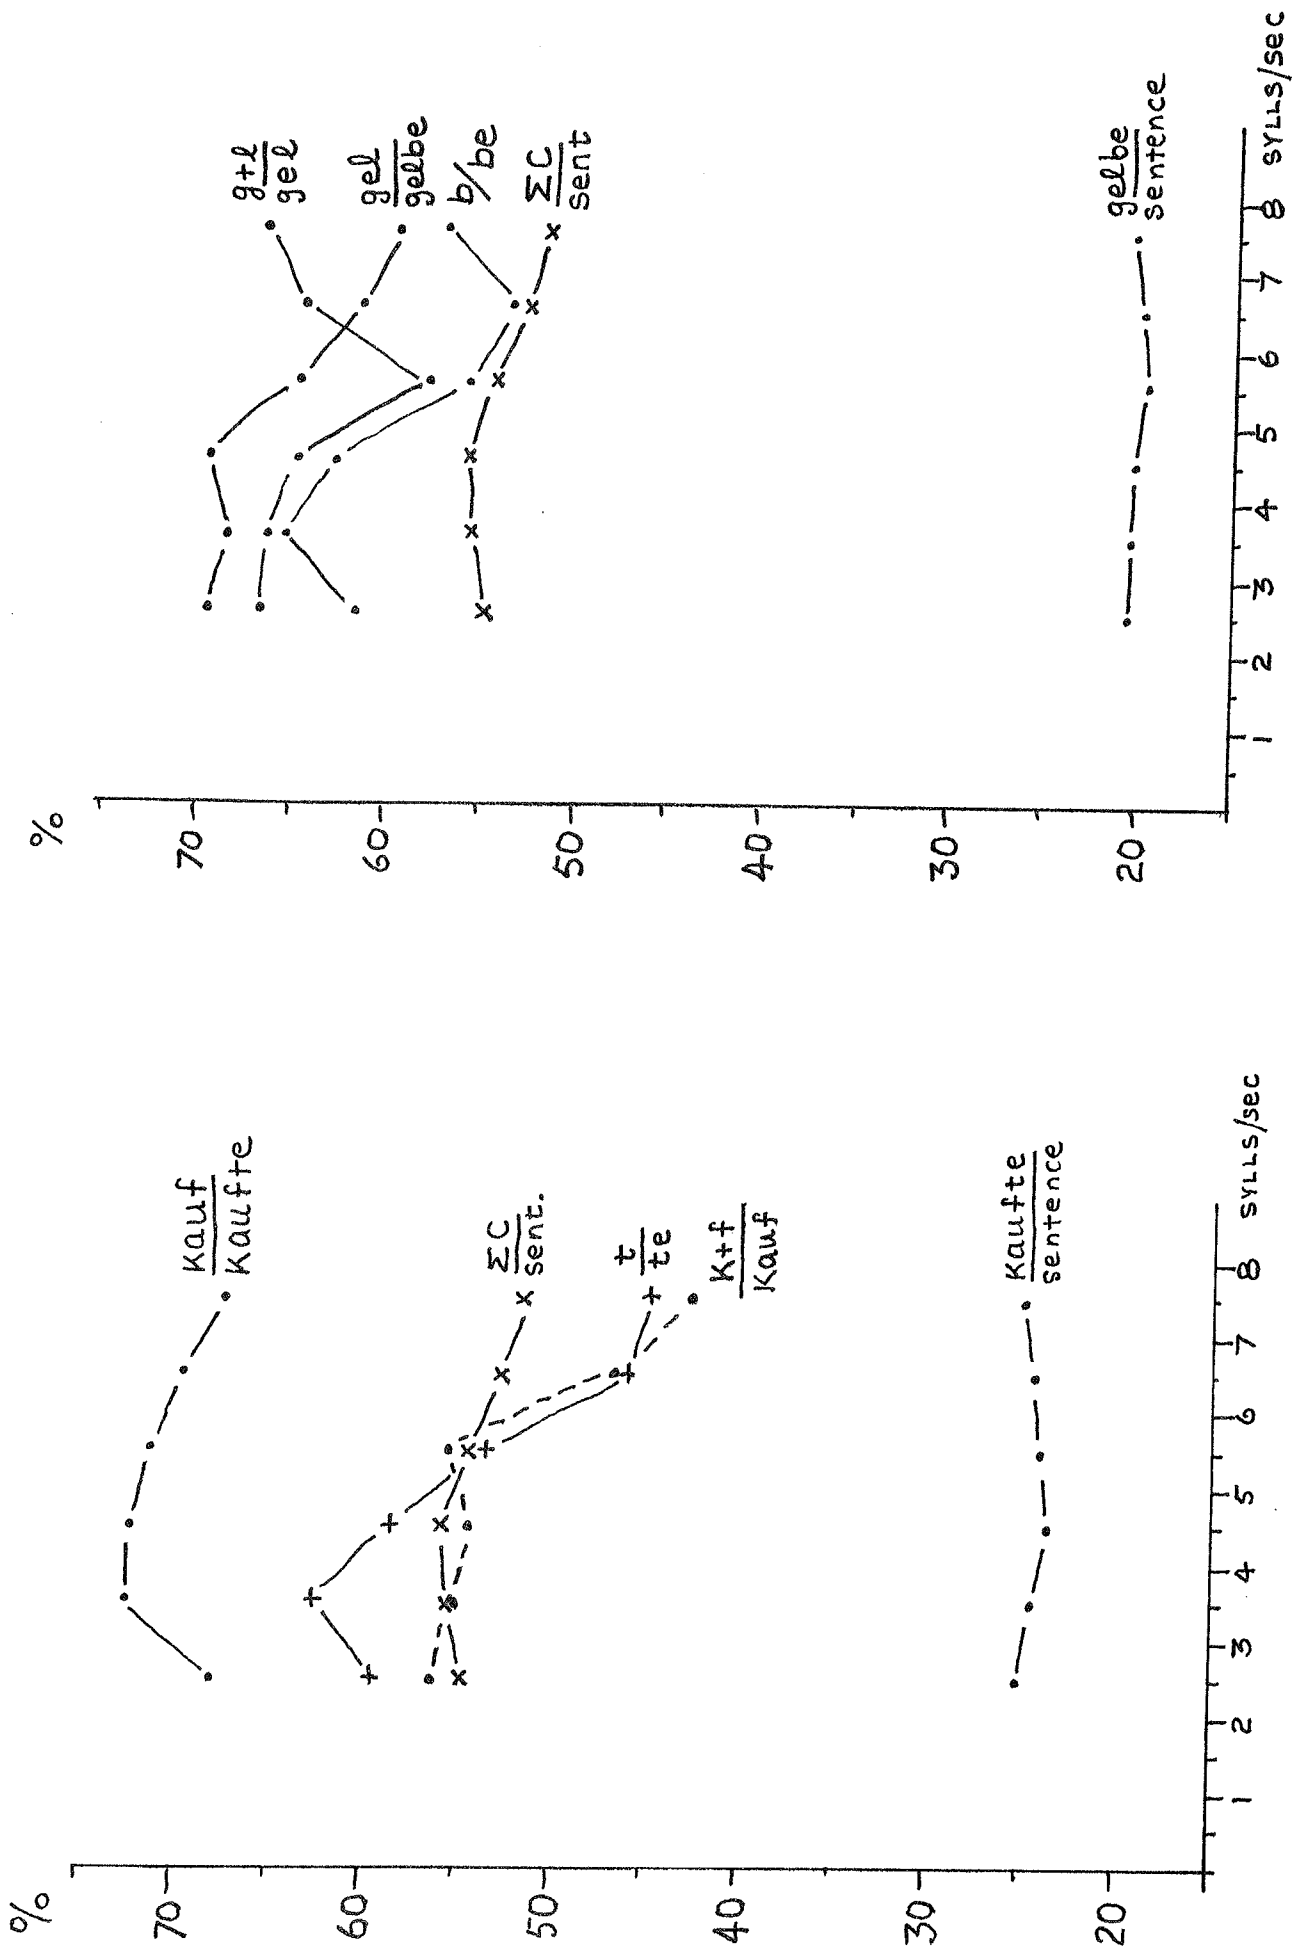 %
70
60
50
40
30
20
1 2 3 4 5 6 7 8 SYLLS/sec
Kauf
Kaufte
ΣC
sent.
t
te
K+f
Kauf
Kaufte
sentence
%
70
60
50
40
30
20
1 2 3 4 5 6 7 8 SYLLS/sec
g+l
gel
gel
gelbe
b/be
ΣC
sent
gelbe
sentence